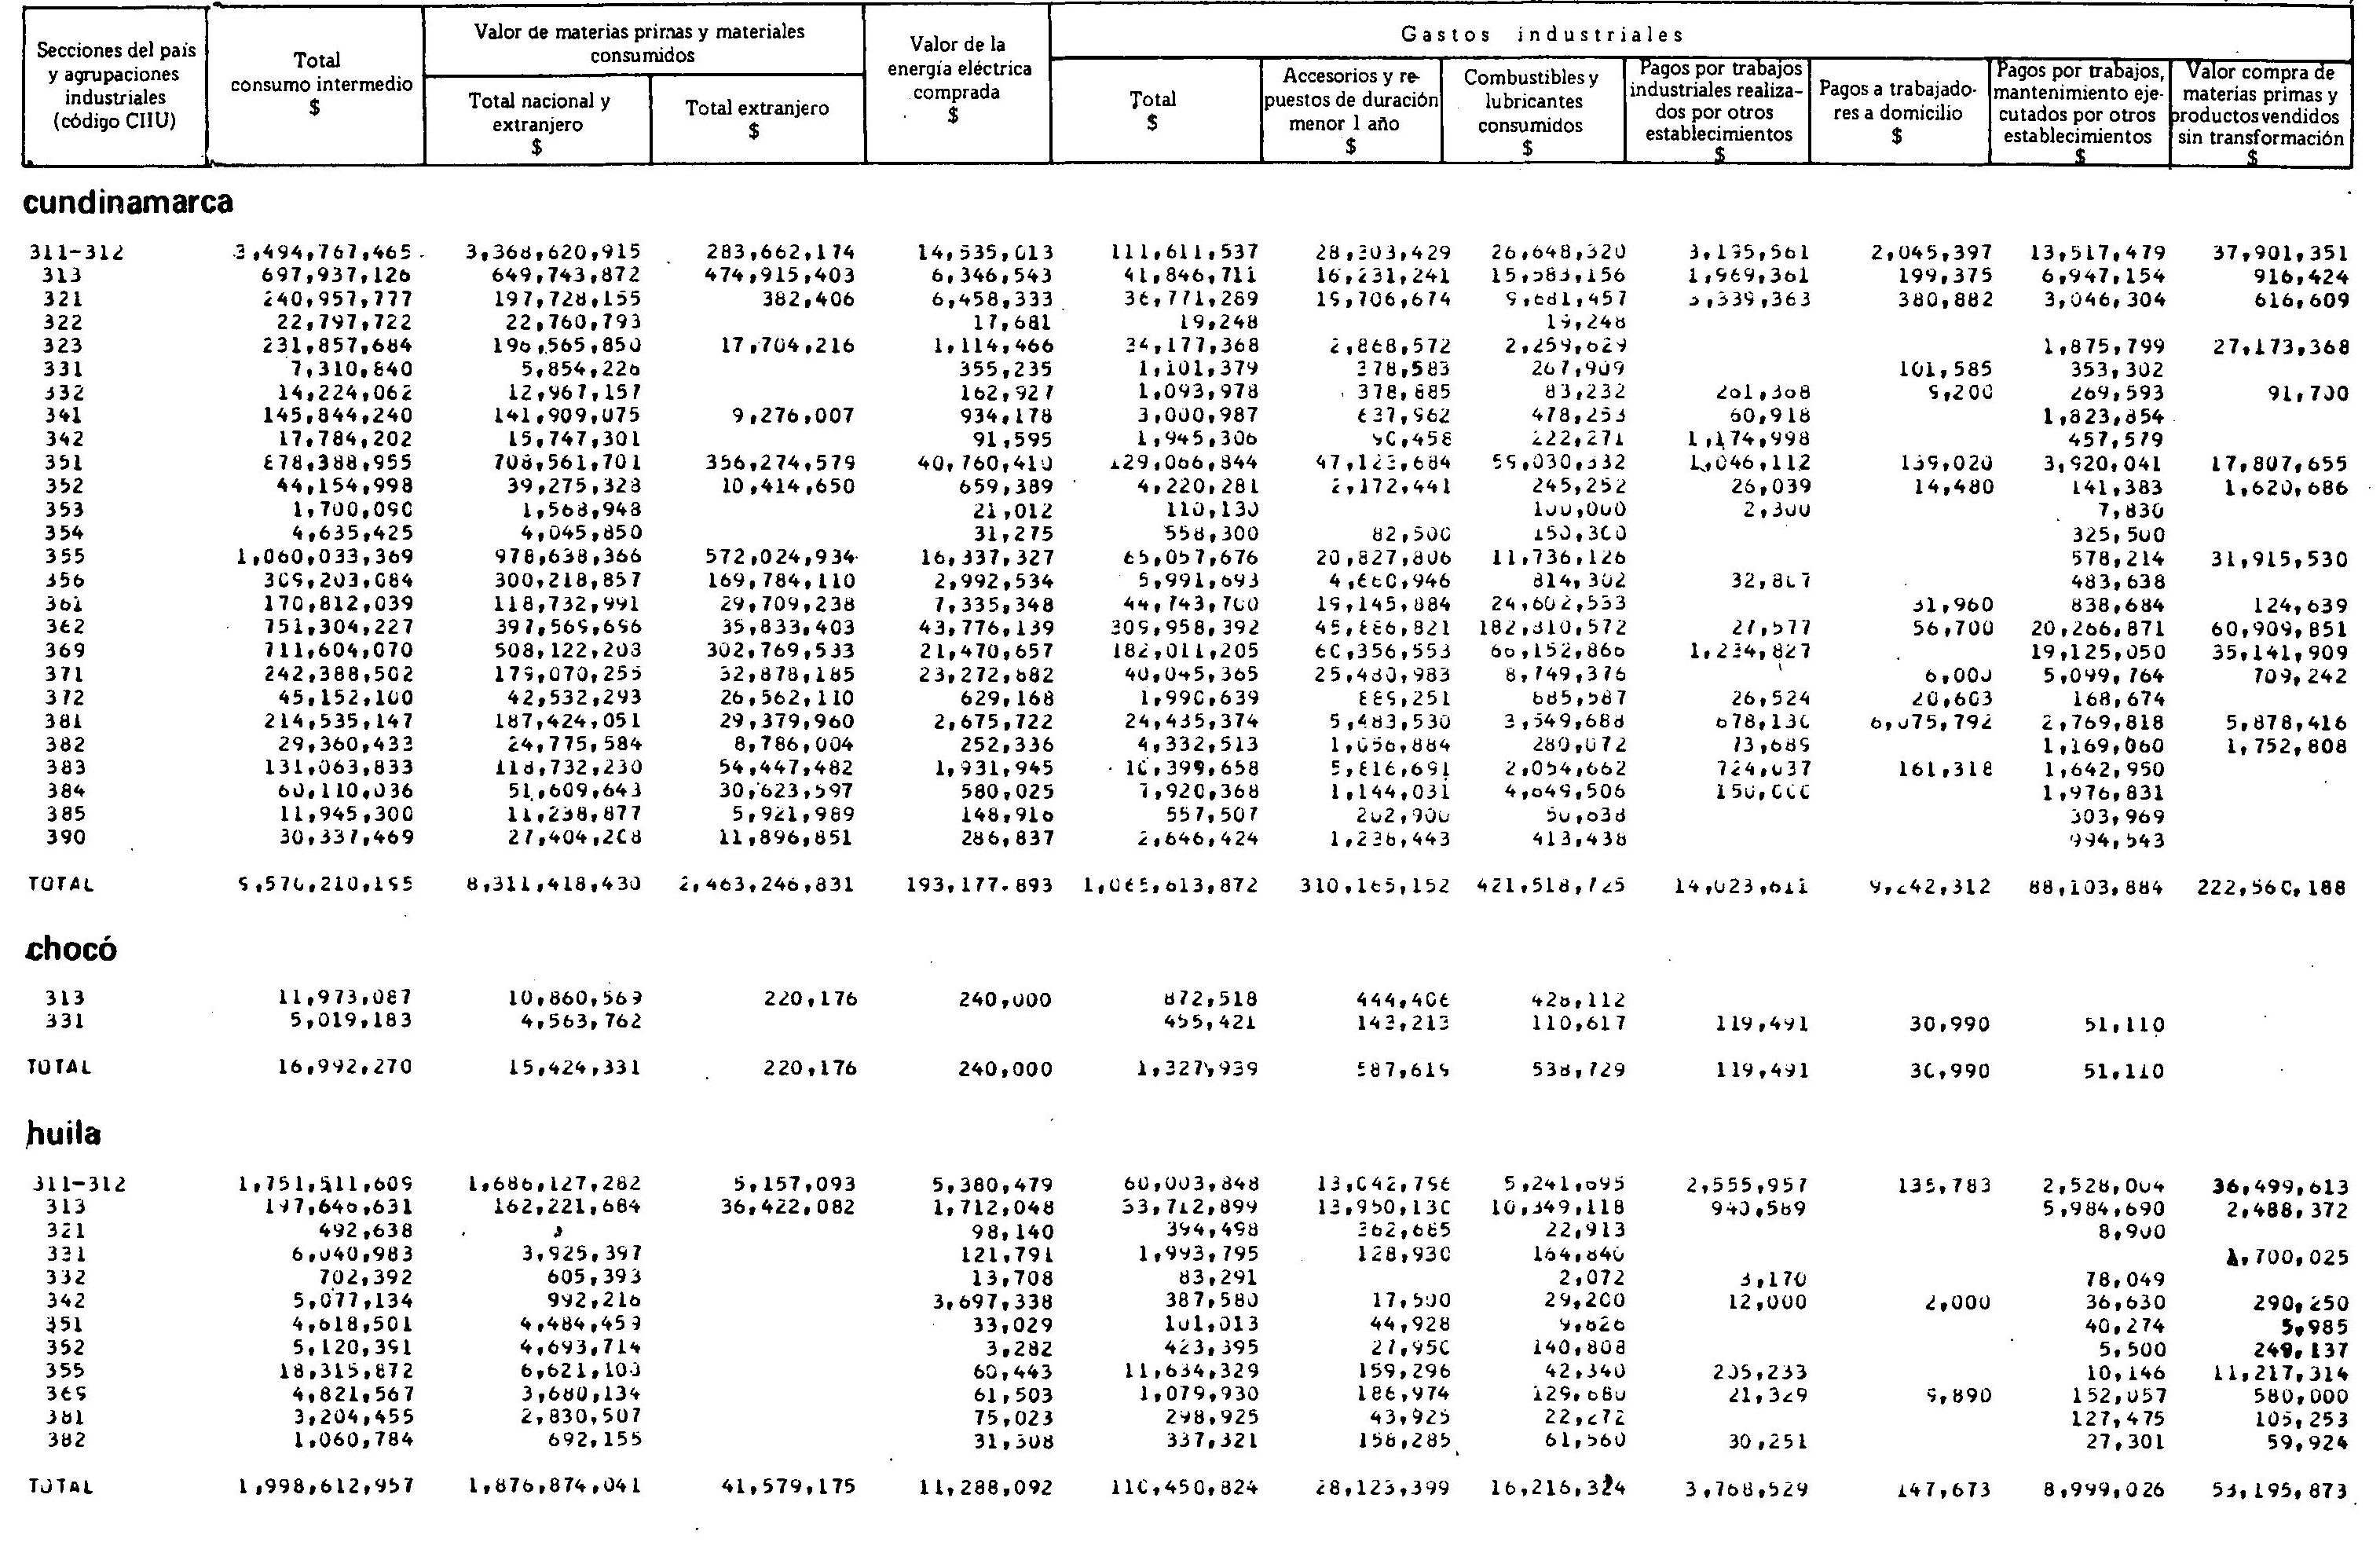 Secciones del país y agrupaciones industriales (código CIIU)
Total consumo intermedio $
Valor de materias primas y materiales consumidos
Total nacional y extranjero $
Total extranjero $
Valor de la energía eléctrica comprada $
Gastos industriales
Total $
Accesorios y repuestos de duración menor 1 año $
Combustibles y lubricantes consumidos $
Pagos por trabajos industriales realizados por otros establecimientos $
Pagos a trabajadores a domicilio $
Pagos por trabajos, mantenimiento ejecutados por otros establecimientos $
Valor compra de materias primas y productos vendidos sin transformación $
cundinamarca
311-312 3,494,767,465 3,368,620,915 283,662,174 14,535,013 111,611,537 28,303,429 26,648,320 3,195,561 2,045,397 13,517,479 37,901,351
313 697,937,126 649,743,872 474,915,403 6,346,543 41,846,711 16,231,241 15,583,156 1,969,361 199,375 6,947,154 916,424
321 240,957,777 197,728,155 382,406 6,458,333 36,771,289 19,706,674 9,681,457 3,339,363 380,882 3,046,304 616,609
322 22,797,722 22,760,793 17,681 19,248 19,248
323 231,857,684 196,565,850 17,704,216 1,114,466 34,177,368 2,868,572 2,259,629 1,875,799 27,173,368
331 7,310,840 5,854,226 355,235 1,101,379 378,583 267,909 101,585 353,302
332 14,224,062 12,967,157 162,927 1,093,978 378,885 83,232 261,368 9,200 269,593 91,700
341 145,844,240 141,909,075 9,276,007 934,178 3,000,987 637,962 478,253 60,918 1,823,854
342 17,784,202 15,747,301 91,595 1,945,306 90,458 222,271 1,174,998 457,579
351 878,388,955 708,561,701 356,274,579 40,760,410 129,066,844 47,123,684 59,030,332 1,046,112 139,020 3,920,041 17,807,655
352 44,154,998 39,275,328 10,414,650 659,389 4,220,281 2,172,441 245,252 26,039 14,480 141,383 1,620,686
353 1,700,090 1,568,948 21,012 110,130 100,000 2,300 7,830
354 4,635,425 4,045,850 31,275 558,300 82,500 150,300 325,500
355 1,060,033,369 978,638,366 572,024,934 16,337,327 65,057,676 20,827,806 11,736,126 578,214 31,915,530
356 309,203,084 300,218,857 169,784,110 2,992,534 5,991,693 4,660,946 814,302 32,807 483,638
361 170,812,039 118,732,991 29,709,238 7,335,348 44,743,700 19,145,884 24,602,533 31,960 838,684 124,639
362 751,304,227 397,569,696 35,833,403 43,776,139 309,958,392 45,886,821 182,810,572 27,577 56,700 20,266,871 60,909,851
369 711,604,070 508,122,208 302,769,533 21,470,657 182,011,205 60,356,553 66,152,866 1,234,827 19,125,050 35,141,909
371 242,388,502 179,070,255 32,878,185 23,272,882 40,045,365 25,480,983 8,749,376 6,000 5,099,764 709,242
372 45,152,100 42,532,293 26,562,110 629,168 1,990,639 889,251 885,587 26,524 20,603 168,674
381 214,535,147 187,424,051 29,379,960 2,675,722 24,435,374 5,483,530 3,549,688 678,130 6,075,792 2,769,818 5,878,416
382 29,360,433 24,775,584 8,786,004 252,336 4,332,513 1,056,884 280,072 73,689 1,169,060 1,752,808
383 131,063,833 118,732,230 54,447,482 1,931,945 10,399,658 5,816,691 2,054,662 724,037 161,318 1,642,950
384 60,110,036 51,609,643 30,623,597 580,025 7,920,368 1,144,031 4,649,506 150,000 1,976,831
385 11,945,300 11,238,877 5,921,989 148,916 557,507 202,900 50,638 303,969
390 30,337,469 27,404,208 11,896,851 286,837 2,646,424 1,238,443 413,438 994,543
TOTAL 9,570,210,195 8,311,418,430 2,463,246,831 193,177.893 1,065,613,872 310,165,152 421,518,725 14,023,611 9,242,312 88,103,884 222,560,188
chocó
313 11,973,087 10,860,569 220,176 240,000 872,518 444,406 428,112
331 5,019,183 4,563,762 455,421 143,213 110,617 119,491 30,990 51,110
TOTAL 16,992,270 15,424,331 220,176 240,000 1,327,939 587,619 538,729 119,491 30,990 51,110
huila
311-312 1,751,511,609 1,686,127,282 5,157,093 5,380,479 60,003,848 13,042,796 5,241,695 2,555,957 135,783 2,528,004 36,499,613
313 197,646,631 162,221,684 36,422,082 1,712,048 33,712,899 13,950,130 10,349,118 940,589 5,984,690 2,488,372
321 492,638 98,140 394,498 362,685 22,913 8,900
331 6,040,983 3,925,397 121,791 1,993,795 128,930 164,840 1,700,025
332 702,392 605,393 13,708 83,291 2,072 3,170 78,049
342 5,077,134 992,216 3,697,338 387,580 17,500 29,200 12,000 2,000 36,630 290,250
351 4,618,501 4,484,459 33,029 101,013 44,928 9,826 40,274 5,985
352 5,120,391 4,693,714 3,282 423,395 27,950 140,808 5,500 249,137
355 18,315,872 6,621,100 60,443 11,634,329 159,296 42,340 205,233 10,146 11,217,314
369 4,821,567 3,680,134 61,503 1,079,930 186,974 129,680 21,329 9,890 152,057 580,000
381 3,204,455 2,830,507 75,023 298,925 43,925 22,272 127,475 105,253
382 1,060,784 692,155 31,308 337,321 158,285 61,560 30,251 27,301 59,924
TOTAL 1,998,612,957 1,876,874,041 41,579,175 11,288,092 110,450,824 28,123,399 16,216,324 3,768,529 147,673 8,999,026 53,195,873